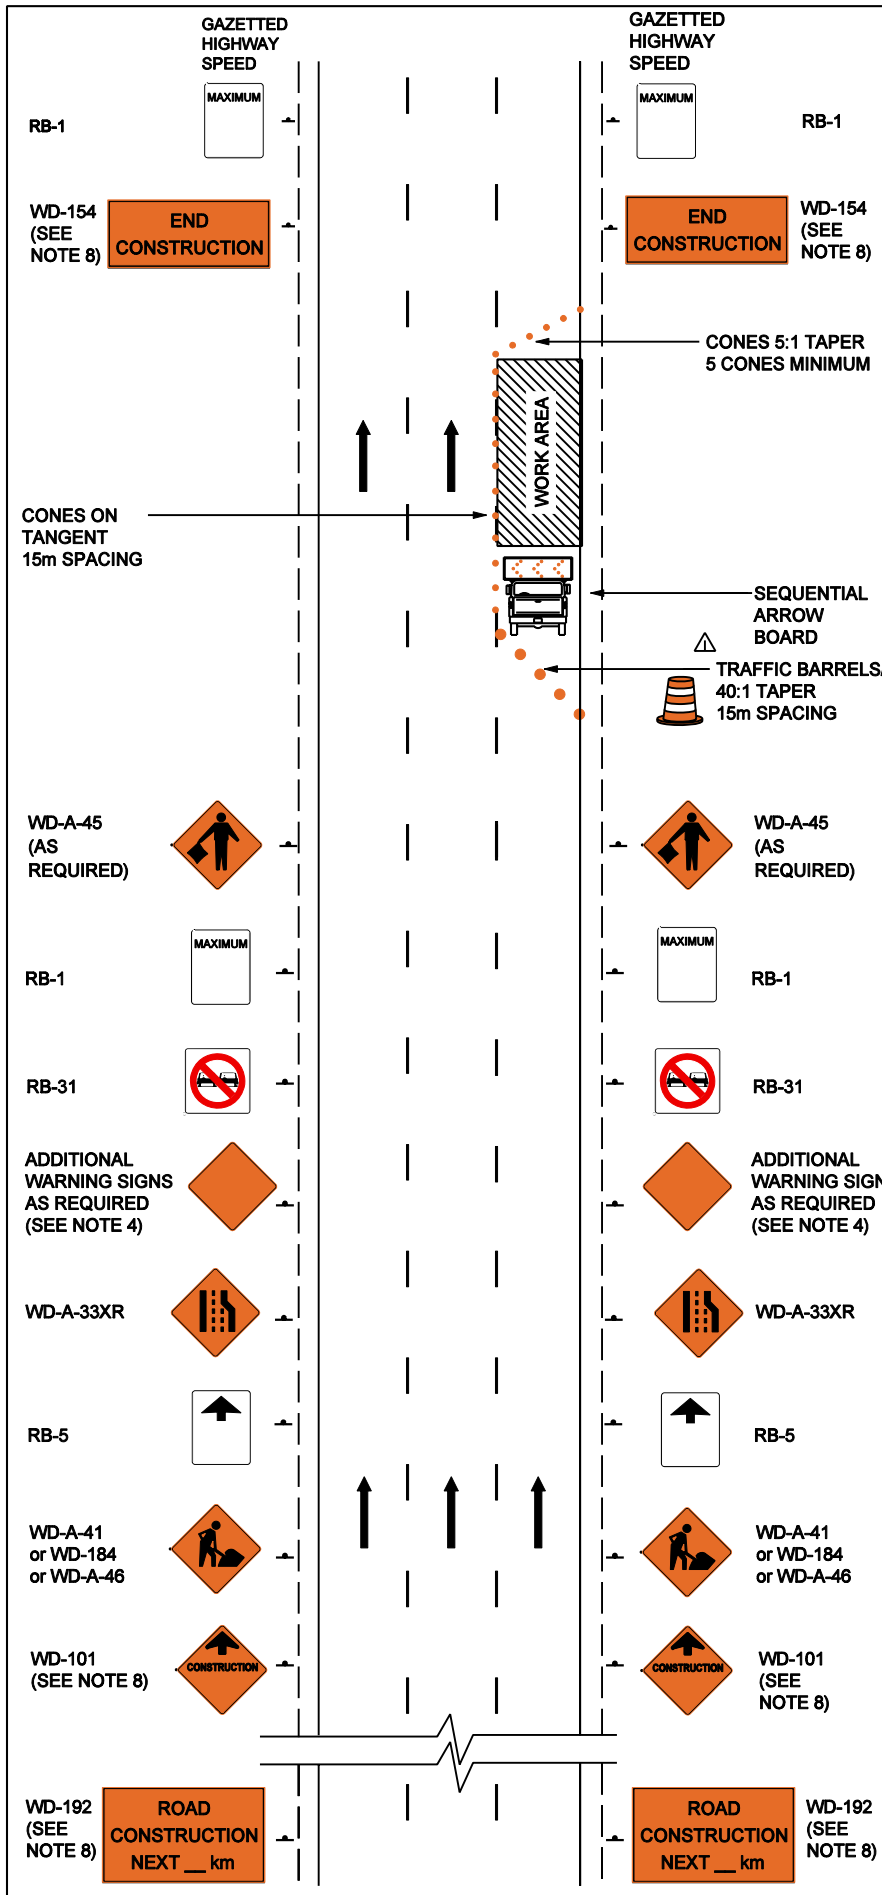 GAZETTED
HIGHWAY
SPEED
GAZETTED
HIGHWAY
SPEED
RB-1
MAXIMUM
MAXIMUM
RB-1
WD-154
(SEE
NOTE 8)
END
CONSTRUCTION
END
CONSTRUCTION
WD-154
(SEE
NOTE 8)
CONES 5:1 TAPER
5 CONES MINIMUM
WORK AREA
CONES ON
TANGENT
15m SPACING
SEQUENTIAL
ARROW
BOARD
TRAFFIC BARRELS
40:1 TAPER
15m SPACING
WD-A-45
(AS
REQUIRED)
WD-A-45
(AS
REQUIRED)
RB-1
MAXIMUM
MAXIMUM
RB-1
RB-31
RB-31
ADDITIONAL
WARNING SIGNS
AS REQUIRED
(SEE NOTE 4)
ADDITIONAL
WARNING SIGN
AS REQUIRED
(SEE NOTE 4)
WD-A-33XR
WD-A-33XR
RB-5
RB-5
WD-A-41
or WD-184
or WD-A-46
WD-A-41
or WD-184
or WD-A-46
WD-101
(SEE NOTE 8)
CONSTRUCTION
CONSTRUCTION
WD-101
(SEE
NOTE 8)
WD-192
(SEE
NOTE 8)
ROAD
CONSTRUCTION
NEXT __ km
ROAD
CONSTRUCTION
NEXT __ km
WD-192
(SEE
NOTE 8)